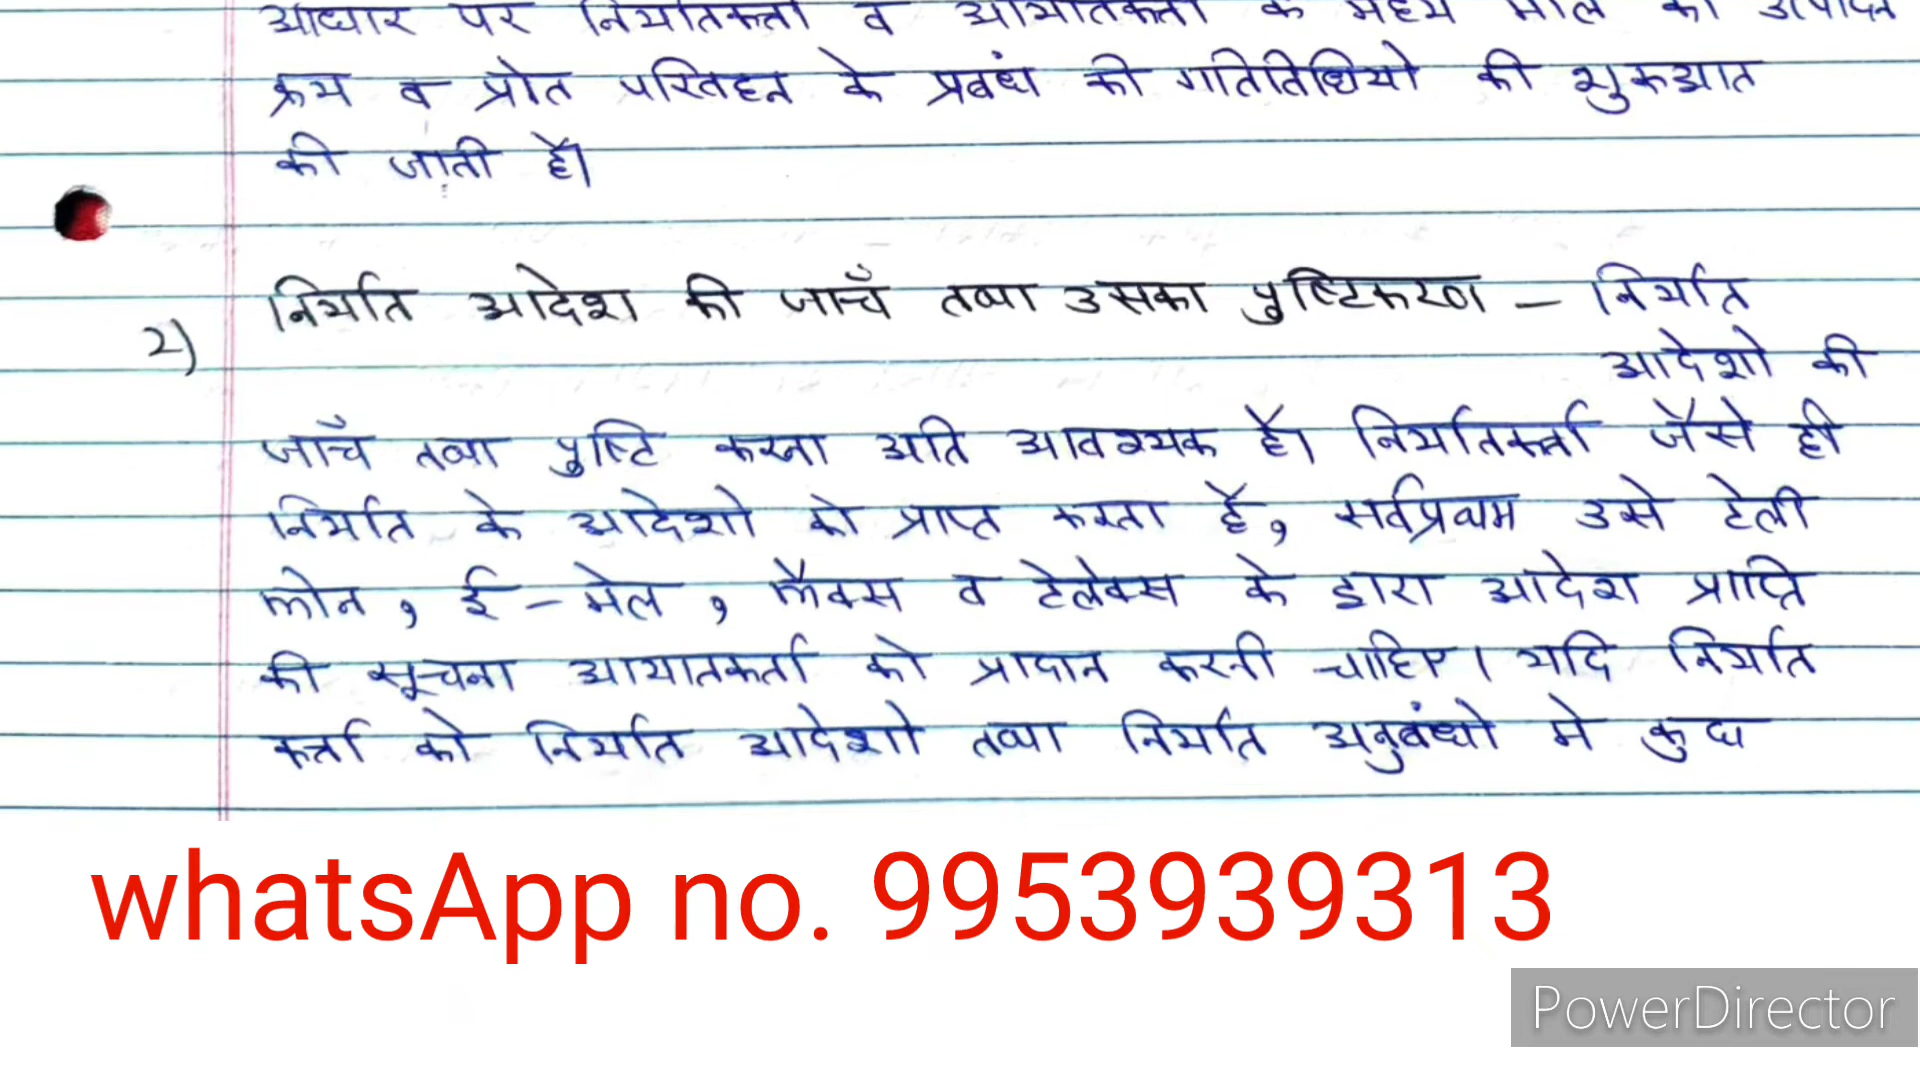 आधार पर निर्यातकर्ता व आयातकर्ता के मध्य माल का उत्पादन
क्रय व प्रोत परिवहन के प्रबंध की गतिविधियो की शुरुआत
की जाती है।
2) निर्यात आदेश की जाँच तथा उसका पुष्टिकरण – निर्यात
आदेशो की
जाँच तथा पुष्टि करना अति आवश्यक है। निर्यातकर्ता जैसे ही
निर्यात के आदेशो को प्राप्त करता है, सर्वप्रथम उसे टेली
फोन, ई-मेल, फैक्स व टेलेक्स के द्वारा आदेश प्राप्ति
की सूचना आयातकर्ता को प्रादान करनी चाहिए। यदि निर्यात
कर्ता को निर्यात आदेशो तथा निर्यात अनुबंधो मे कुछ
whatsApp no. 9953939313
PowerDirector